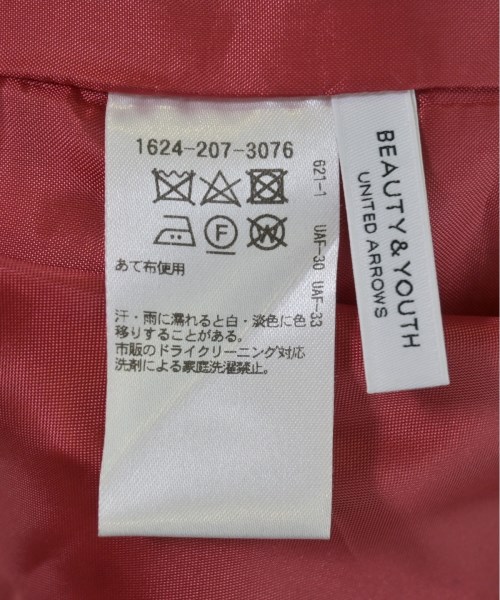 1624-207-3076
621-1 UAF-30 UAF-33
F
W
あて布使用
汗・雨に濡れると白・淡色に色
移りすることがある。
市販のドライクリーニング対応
洗剤による家庭洗濯禁止。
BEAUTY & YOUTH
UNITED ARROWS